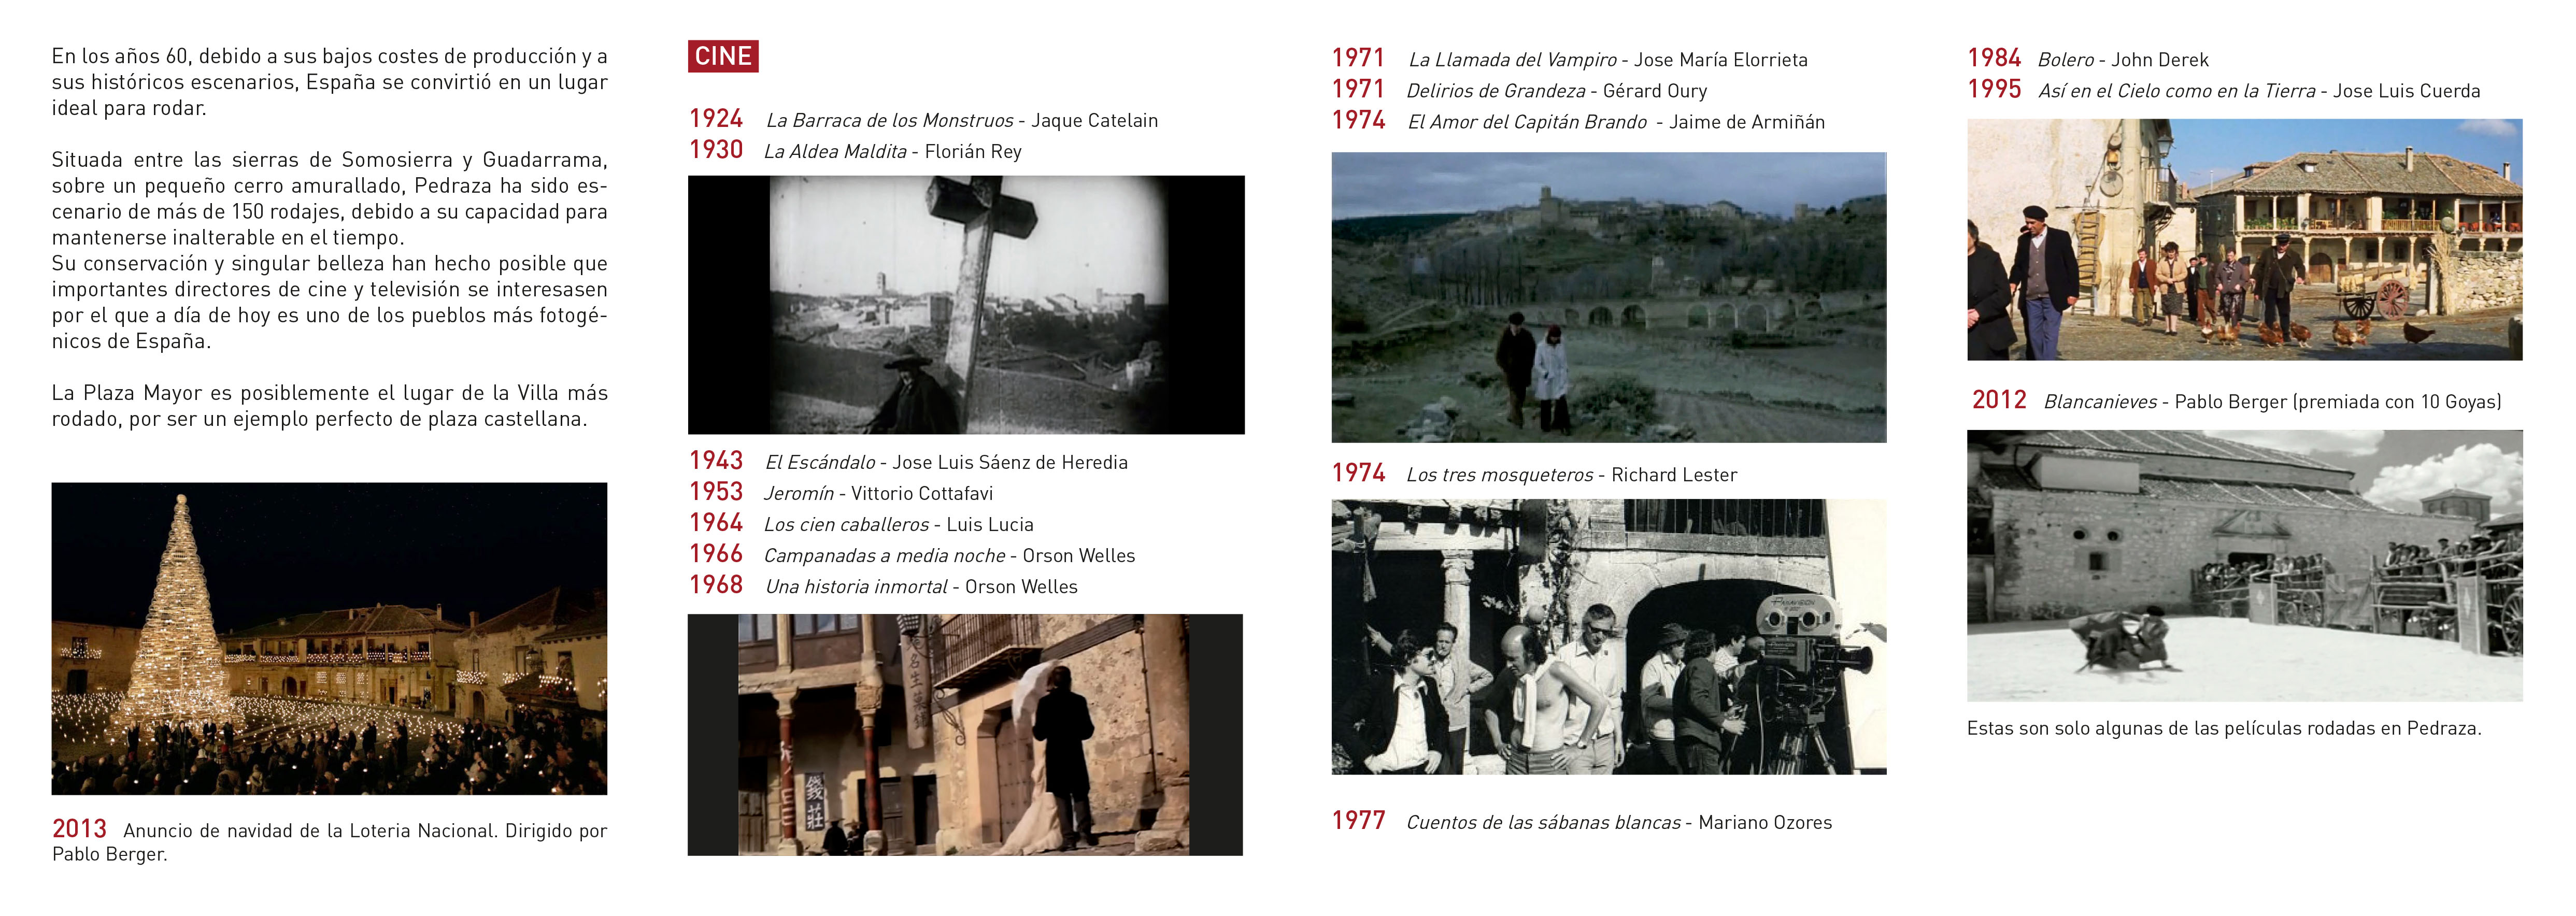 En los años 60, debido a sus bajos costes de producción y a
sus históricos escenarios, España se convirtió en un lugar
ideal para rodar.
Situada entre las sierras de Somosierra y Guadarrama,
sobre un pequeño cerro amurallado, Pedraza ha sido es-
cenario de más de 150 rodajes, debido a su capacidad para
mantenerse inalterable en el tiempo.
Su conservación y singular belleza han hecho posible que
importantes directores de cine y televisión se interesasen
por el que a día de hoy es uno de los pueblos más fotogé-
nicos de España.
La Plaza Mayor es posiblemente el lugar de la Villa más
rodado, por ser un ejemplo perfecto de plaza castellana.
2013 Anuncio de navidad de la Loteria Nacional. Dirigido por
Pablo Berger.
CINE
1924 La Barraca de los Monstruos - Jaque Catelain
1930 La Aldea Maldita - Florián Rey
1943 El Escándalo - Jose Luis Sáenz de Heredia
1953 Jeromín - Vittorio Cottafavi
1964 Los cien caballeros - Luis Lucia
1966 Campanadas a media noche - Orson Welles
1968 Una historia inmortal - Orson Welles
錢
莊
1971 La Llamada del Vampiro - Jose María Elorrieta
1971 Delirios de Grandeza - Gérard Oury
1974 El Amor del Capitán Brando - Jaime de Armiñán
1974 Los tres mosqueteros - Richard Lester
PANAVISION
1977 Cuentos de las sábanas blancas - Mariano Ozores
1984 Bolero - John Derek
1995 Así en el Cielo como en la Tierra - Jose Luis Cuerda
2012 Blancanieves - Pablo Berger (premiada con 10 Goyas)
Estas son solo algunas de las películas rodadas en Pedraza.